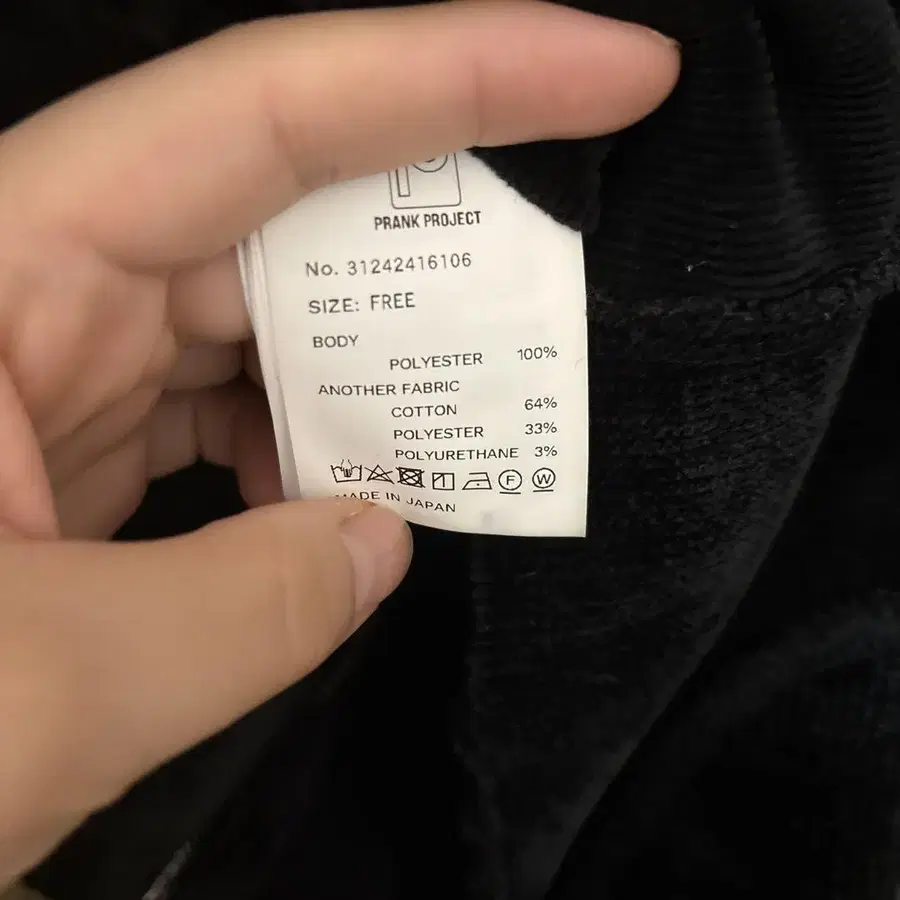 PRANK PROJECT
No. 31242416106
SIZE: FREE
BODY
POLYESTER 100%
ANOTHER FABRIC
COTTON 64%
POLYESTER 33%
POLYURETHANE 3%
F W
MADE IN JAPAN